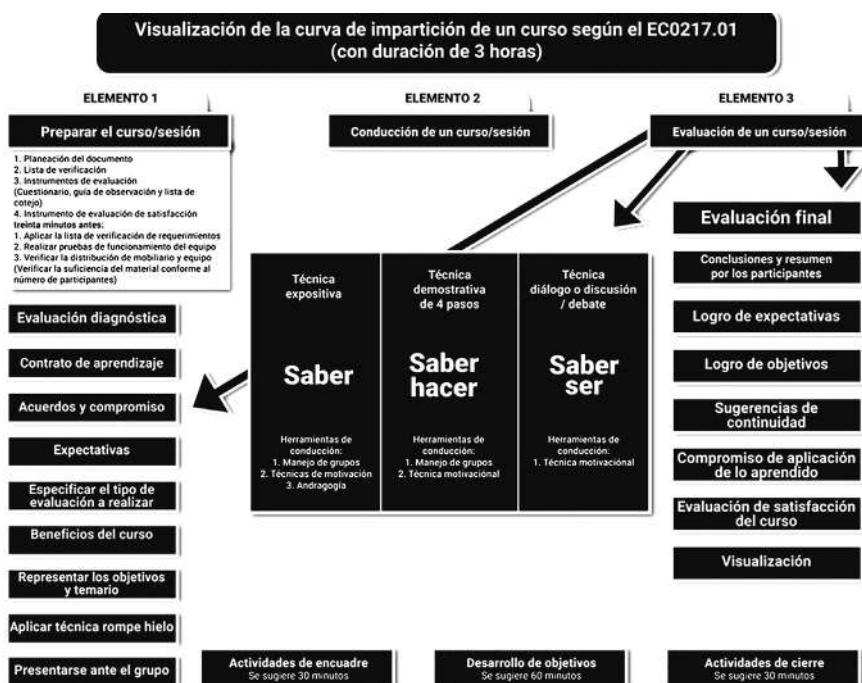 Visualización de la curva de impartición de un curso según el EC0217.01
(con duración de 3 horas)
ELEMENTO 1
Preparar el curso/sesión
1. Planeación del documento
2. Lista de verificación
3. Instrumentos de evaluación
(Cuestionario, guía de observación y lista de
cotejo)
4. Instrumento de evaluación de satisfacción
treinta minutos antes:
1. Aplicar la lista de verificación de requerimientos
2. Realizar pruebas de funcionamiento del equipo
3. Verificar la distribución de mobiliario y equipo
(Verificar la suficiencia del material conforme al
número de participantes)
Evaluación diagnóstica
Contrato de aprendizaje
Acuerdos y compromiso
Expectativas
Especificar el tipo de
evaluación a realizar
Beneficios del curso
Representar los objetivos
y temario
Aplicar técnica rompe hielo
Presentarse ante el grupo
ELEMENTO 2
Conducción de un curso/sesión
Técnica
expositiva
Saber
Herramientas de
conducción:
1. Manejo de grupos
2. Técnicas de motivación
3. Andragogía
Técnica
demostrativa
de 4 pasos
Saber
hacer
Herramientas de
conducción:
1. Manejo de grupos
2. Técnica motivaciónal
Técnica
diálogo o discusión
/ debate
Saber
ser
Herramientas de
conducción:
1. Técnica motivaciónal
ELEMENTO 3
Evaluación de un curso/sesión
Evaluación final
Conclusiones y resumen
por los participantes
Logro de expectativas
Logro de objetivos
Sugerencias de
continuidad
Compromiso de aplicación
de lo aprendido
Evaluación de satisfacción
del curso
Visualización
Actividades de encuadre
Se sugiere 30 minutos
Desarrollo de objetivos
Se sugiere 60 minutos
Actividades de cierre
Se sugiere 30 minutos